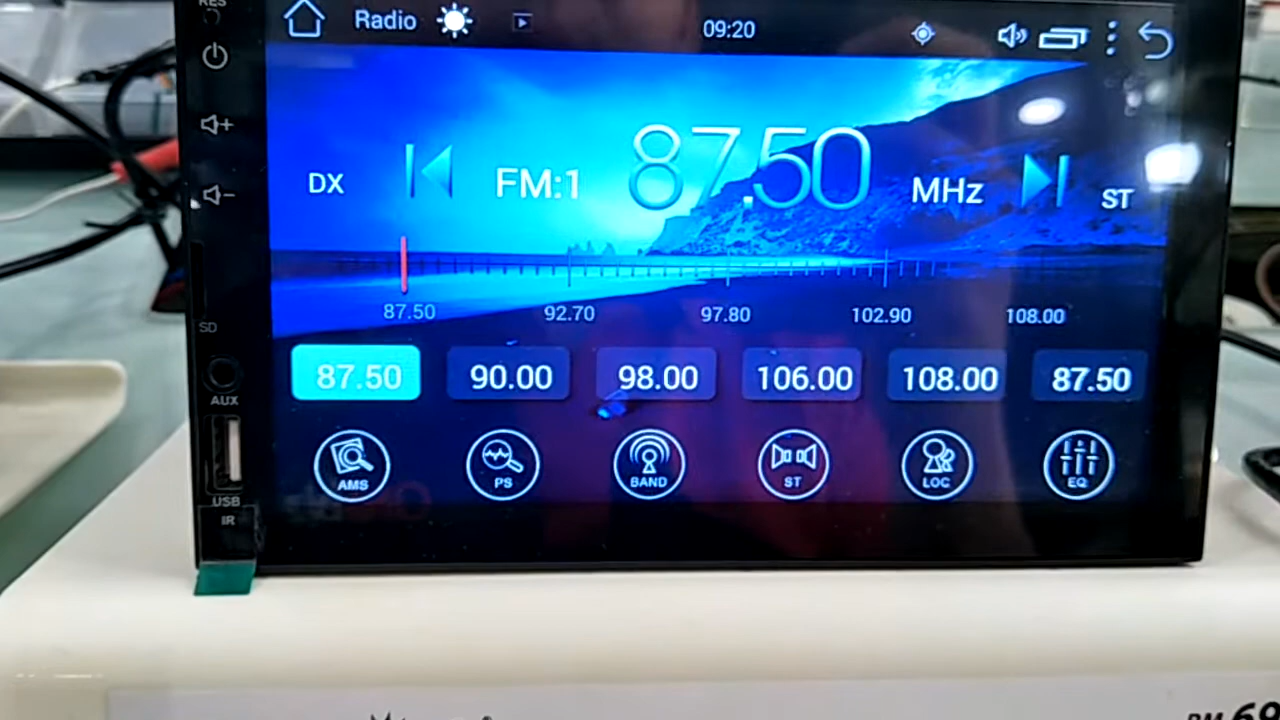 RES
Radio
09:20
DX
FM:1
87.50
MHz
ST
87.50
92.70
97.80
102.90
108.00
87.50
90.00
98.00
106.00
108.00
87.50
AMS
PS
BAND
ST
LOC
EQ
SD
AUX
USB
IR